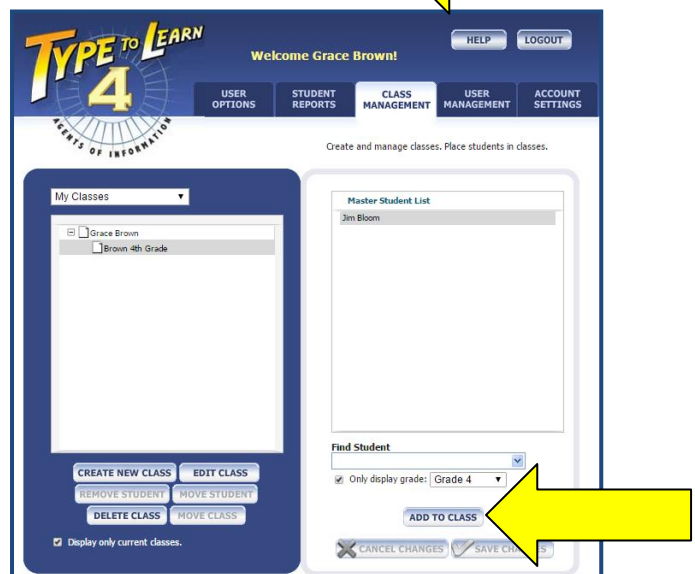 TYPE TO LEARN
4
AGENTS OF INFORMATION
Welcome Grace Brown!
HELP
LOGOUT
USER OPTIONS
STUDENT REPORTS
CLASS MANAGEMENT
USER MANAGEMENT
ACCOUNT SETTINGS
Create and manage classes. Place students in classes.
My Classes
Grace Brown
Brown 4th Grade
CREATE NEW CLASS
EDIT CLASS
REMOVE STUDENT
MOVE STUDENT
DELETE CLASS
MOVE CLASS
Display only current classes.
Master Student List
Jim Bloom
Find Student
Only display grade: Grade 4
ADD TO CLASS
CANCEL CHANGES
SAVE CHANGES